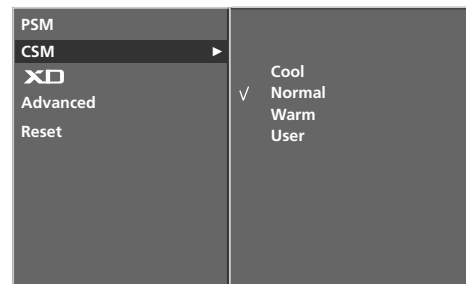 PSM
CSM ►
XD
Advanced
Reset
Cool
√ Normal
Warm
User